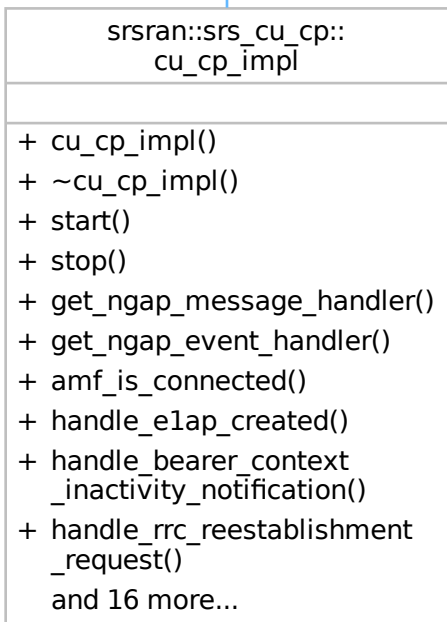 srsran::srs_cu_cp::
cu_cp_impl
+ cu_cp_impl()
+ ~cu_cp_impl()
+ start()
+ stop()
+ get_ngap_message_handler()
+ get_ngap_event_handler()
+ amf_is_connected()
+ handle_e1ap_created()
+ handle_bearer_context
_inactivity_notification()
+ handle_rrc_reestablishment
_request()
and 16 more...